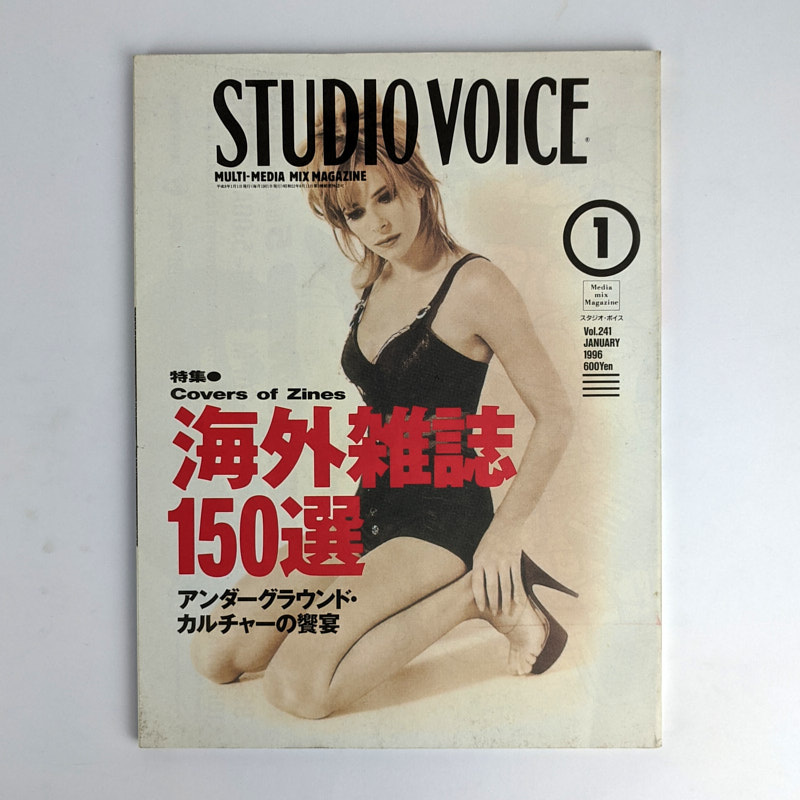 STUDIO VOICE
MULTI-MEDIA MIX MAGAZINE
1
Media
mix
Magazine
スタジオ・ボイス
Vol.241
JANUARY
1996
600Yen
特集●
Covers of Zines
海外雑誌
150選
アンダーグラウンド・
カルチャーの饗宴